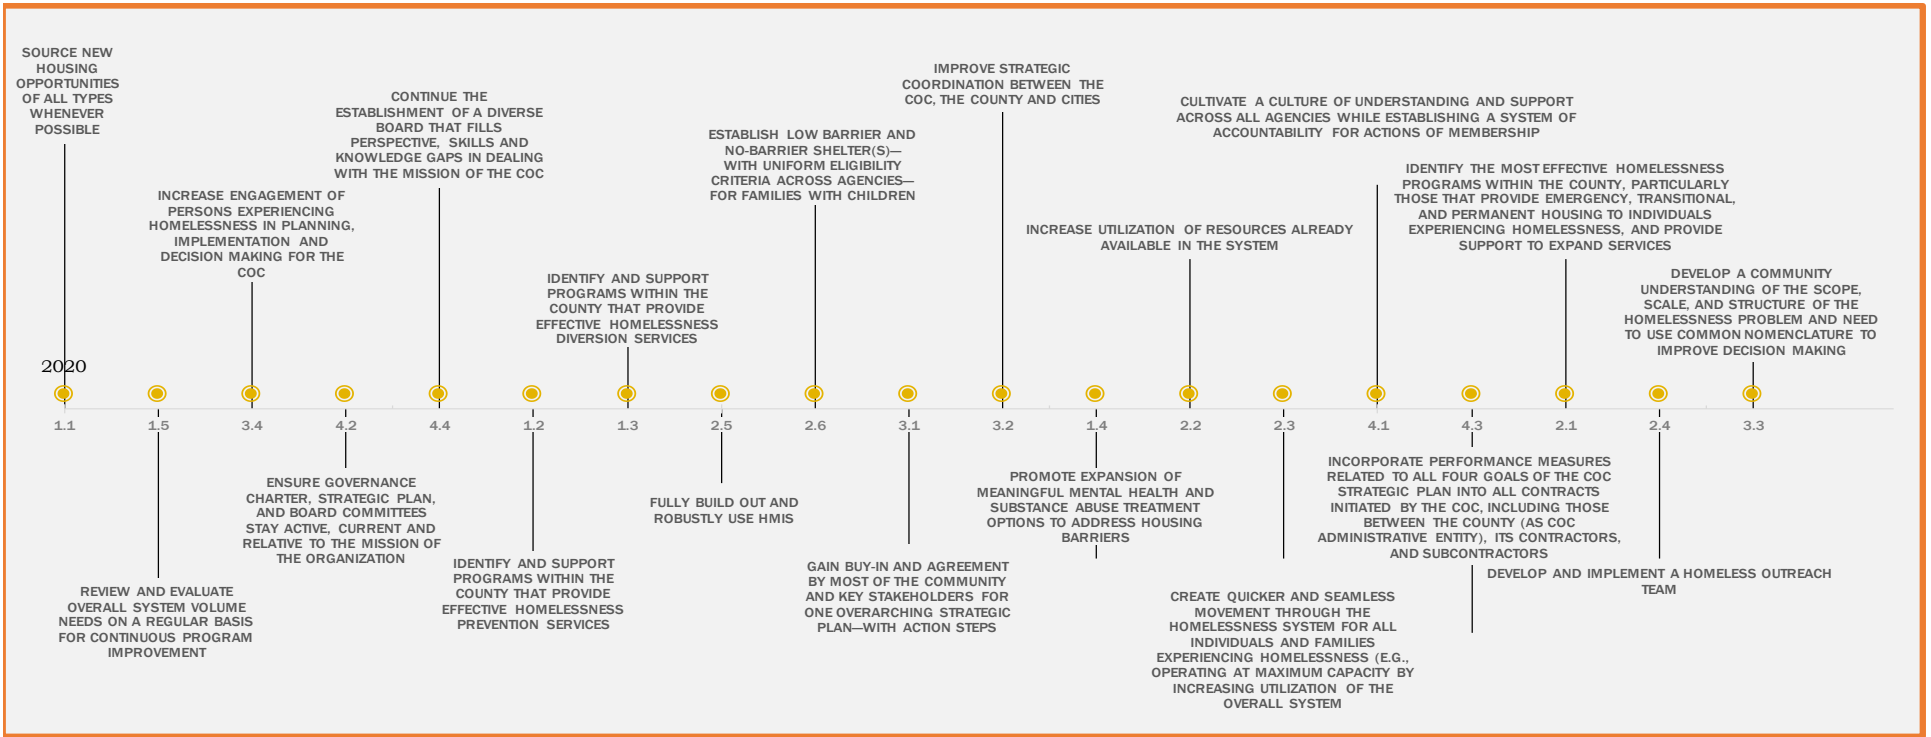 SOURCE NEW
HOUSING
OPPORTUNITIES
OF ALL TYPES
WHENEVER
POSSIBLE
INCREASE ENGAGEMENT OF
PERSONS EXPERIENCING
HOMELESSNESS IN PLANNING,
IMPLEMENTATION AND
DECISION MAKING FOR THE
COC
CONTINUE THE
ESTABLISHMENT OF A DIVERSE
BOARD THAT FILLS
PERSPECTIVE, SKILLS AND
KNOWLEDGE GAPS IN DEALING
WITH THE MISSION OF THE COC
IDENTIFY AND SUPPORT
PROGRAMS WITHIN THE
COUNTY THAT PROVIDE
EFFECTIVE HOMELESSNESS
DIVERSION SERVICES
ESTABLISH LOW BARRIER AND
NO-BARRIER SHELTER(S)—
WITH UNIFORM ELIGIBILITY
CRITERIA ACROSS AGENCIES—
FOR FAMILIES WITH CHILDREN
IMPROVE STRATEGIC
COORDINATION BETWEEN THE
COC, THE COUNTY AND CITIES
INCREASE UTILIZATION OF RESOURCES ALREADY
AVAILABLE IN THE SYSTEM
CULTIVATE A CULTURE OF UNDERSTANDING AND SUPPORT
ACROSS ALL AGENCIES WHILE ESTABLISHING A SYSTEM OF
ACCOUNTABILITY FOR ACTIONS OF MEMBERSHIP
IDENTIFY THE MOST EFFECTIVE HOMELESSNESS
PROGRAMS WITHIN THE COUNTY, PARTICULARLY
THOSE THAT PROVIDE EMERGENCY, TRANSITIONAL,
AND PERMANENT HOUSING TO INDIVIDUALS
EXPERIENCING HOMELESSNESS, AND PROVIDE
SUPPORT TO EXPAND SERVICES
DEVELOP A COMMUNITY
UNDERSTANDING OF THE SCOPE,
SCALE, AND STRUCTURE OF THE
HOMELESSNESS PROBLEM AND NEED
TO USE COMMON NOMENCLATURE TO
IMPROVE DECISION MAKING
2020
1.1 1.5 3.4 4.2 4.4 1.2 1.3 2.5 2.6 3.1 3.2 1.4 2.2 2.3 4.1 4.3 2.1 2.4 3.3
REVIEW AND EVALUATE
OVERALL SYSTEM VOLUME
NEEDS ON A REGULAR BASIS
FOR CONTINUOUS PROGRAM
IMPROVEMENT
ENSURE GOVERNANCE
CHARTER, STRATEGIC PLAN,
AND BOARD COMMITTEES
STAY ACTIVE, CURRENT AND
RELATIVE TO THE MISSION OF
THE ORGANIZATION
IDENTIFY AND SUPPORT
PROGRAMS WITHIN THE
COUNTY THAT PROVIDE
EFFECTIVE HOMELESSNESS
PREVENTION SERVICES
FULLY BUILD OUT AND
ROBUSTLY USE HMIS
GAIN BUY-IN AND AGREEMENT
BY MOST OF THE COMMUNITY
AND KEY STAKEHOLDERS FOR
ONE OVERARCHING STRATEGIC
PLAN—WITH ACTION STEPS
PROMOTE EXPANSION OF
MEANINGFUL MENTAL HEALTH AND
SUBSTANCE ABUSE TREATMENT
OPTIONS TO ADDRESS HOUSING
BARRIERS
CREATE QUICKER AND SEAMLESS
MOVEMENT THROUGH THE
HOMELESSNESS SYSTEM FOR ALL
INDIVIDUALS AND FAMILIES
EXPERIENCING HOMELESSNESS (E.G.,
OPERATING AT MAXIMUM CAPACITY BY
INCREASING UTILIZATION OF THE
OVERALL SYSTEM
INCORPORATE PERFORMANCE MEASURES
RELATED TO ALL FOUR GOALS OF THE COC
STRATEGIC PLAN INTO ALL CONTRACTS
INITIATED BY THE COC, INCLUDING THOSE
BETWEEN THE COUNTY (AS COC
ADMINISTRATIVE ENTITY), ITS CONTRACTORS,
AND SUBCONTRACTORS
DEVELOP AND IMPLEMENT A HOMELESS OUTREACH
TEAM